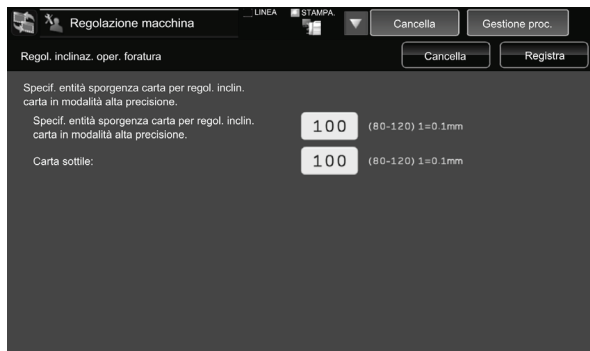 LINEA STAMPA.
Regolazione macchina Cancella Gestione proc.
Regol. inclinaz. oper. foratura Cancella Registra
Specif. entità sporgenza carta per regol. inclin.
carta in modalità alta precisione.
Specif. entità sporgenza carta per regol. inclin.
carta in modalità alta precisione.
100 (80-120) 1=0.1mm
Carta sottile: 100 (80-120) 1=0.1mm